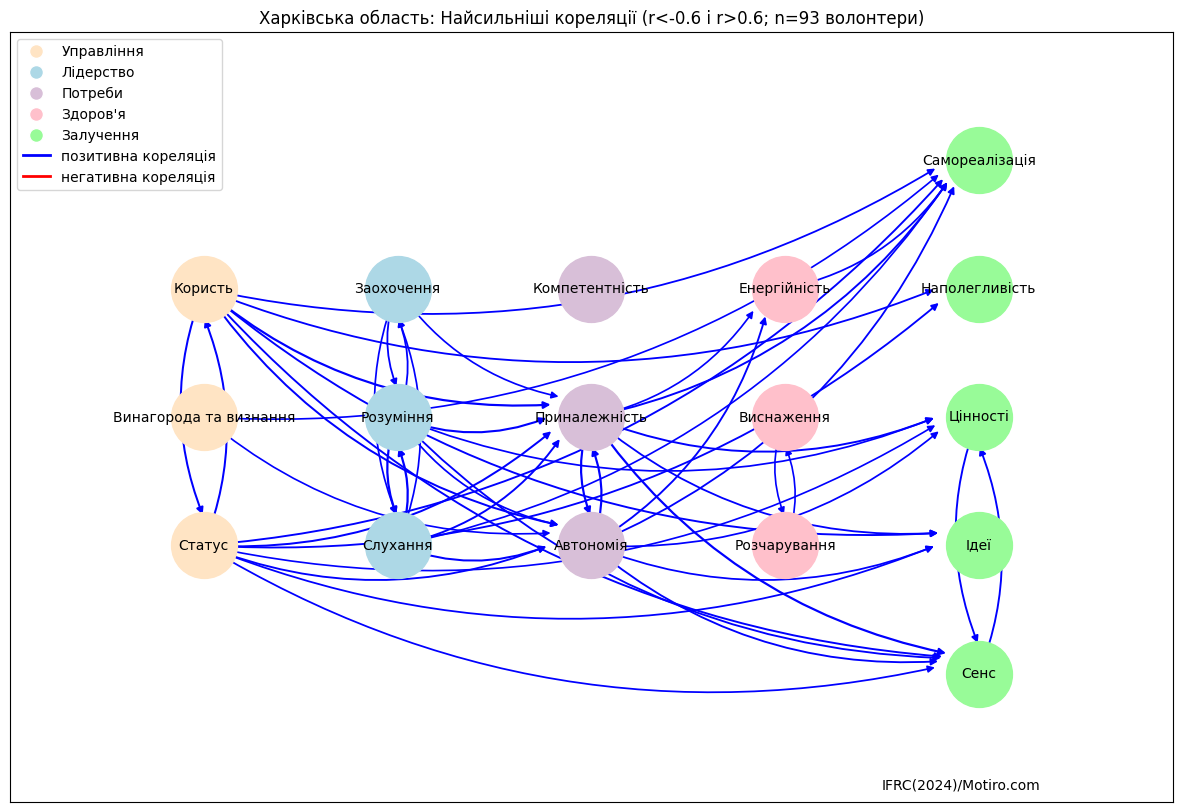 Харківська область: Найсильніші кореляції (r<-0.6 і r>0.6; n=93 волонтери)
Управління
Лідерство
Потреби
Здоров'я
Залучення
позитивна кореляція
негативна кореляція
Самореалізація
Користь
Заохочення
Компетентність
Енергійність
Наполегливість
Винагорода та визнання
Розуміння
Приналежність
Виснаження
Цінності
Статус
Слухання
Автономія
Розчарування
Ідеї
Сенс
IFRC(2024)/Motiro.com